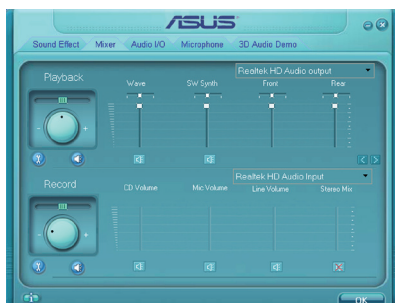 ASUS
Sound Effect Mixer Audio I/O Microphone 3D Audio Demo
Realtek HD Audio output
Playback
Wave SW Synth Front Rear
Realtek HD Audio Input
Record
CD Volume Mic Volume Line Volume Stereo Mix
OK